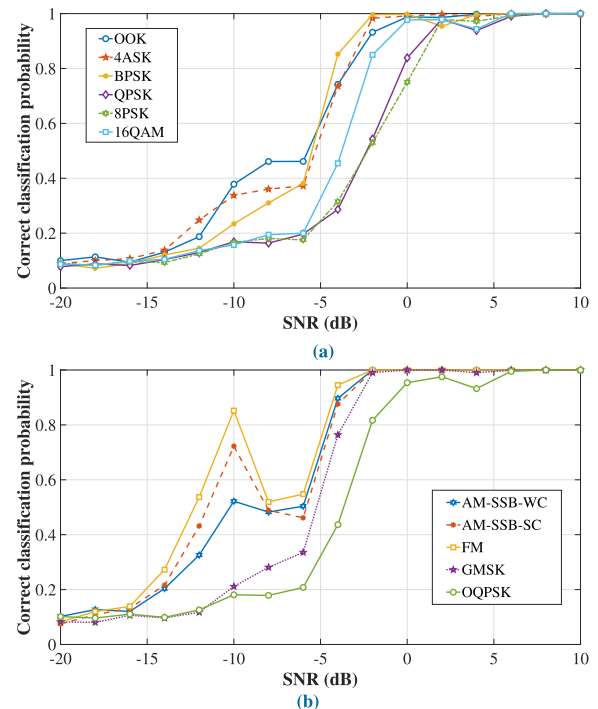 1
0.8
0.6
0.4
0.2
0
Correct classification probability
OOK
4ASK
BPSK
QPSK
8PSK
16QAM
-20 -15 -10 -5 0 5 10
SNR (dB)
(a)
1
0.8
0.6
0.4
0.2
0
Correct classification probability
AM-SSB-WC
AM-SSB-SC
FM
GMSK
OQPSK
-20 -15 -10 -5 0 5 10
SNR (dB)
(b)